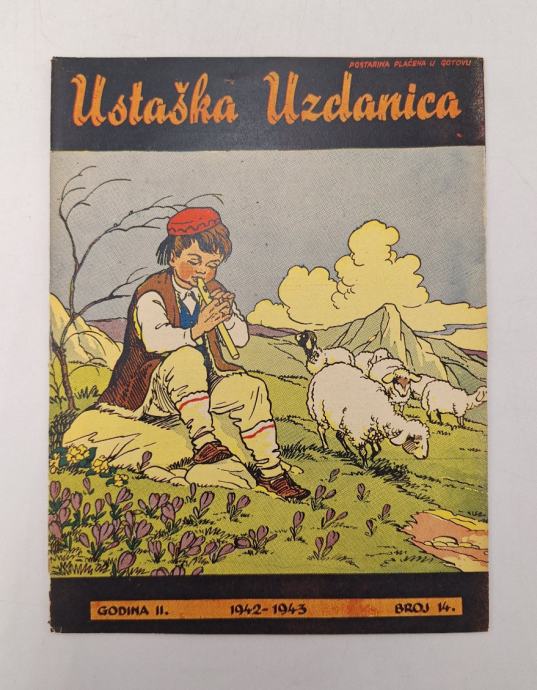 POŠTARINA PLAĆENA U GOTOVU
Ustaška Uzdanica
GODINA II. 1942-1943 BROJ 14.